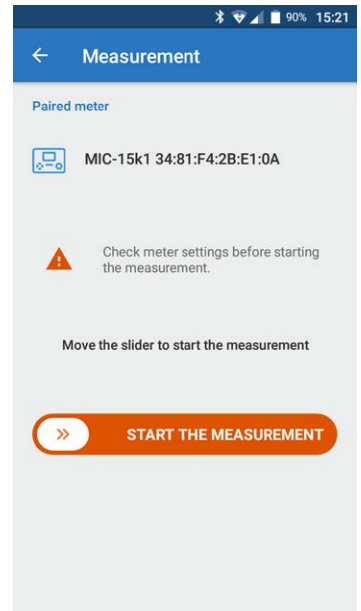 90% 15:21
Measurement
Paired meter
MIC-15k1 34:81:F4:2B:E1:0A
Check meter settings before starting
the measurement.
Move the slider to start the measurement
START THE MEASUREMENT